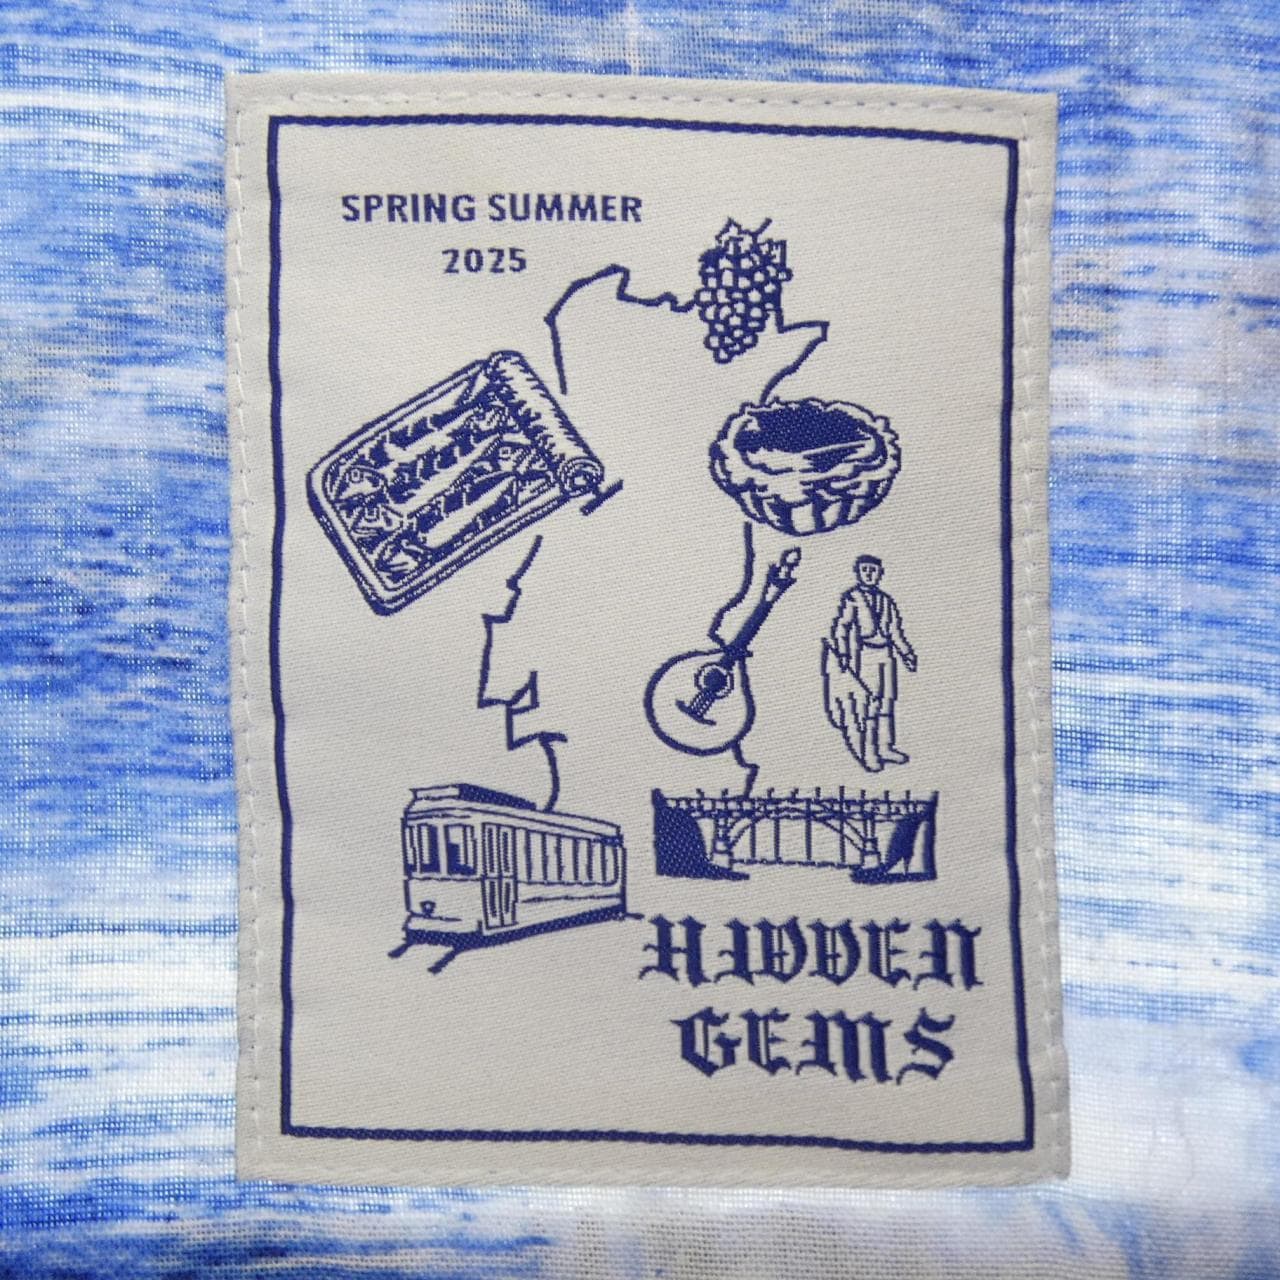 SPRING SUMMER
2025
HIDDEN
GEMS